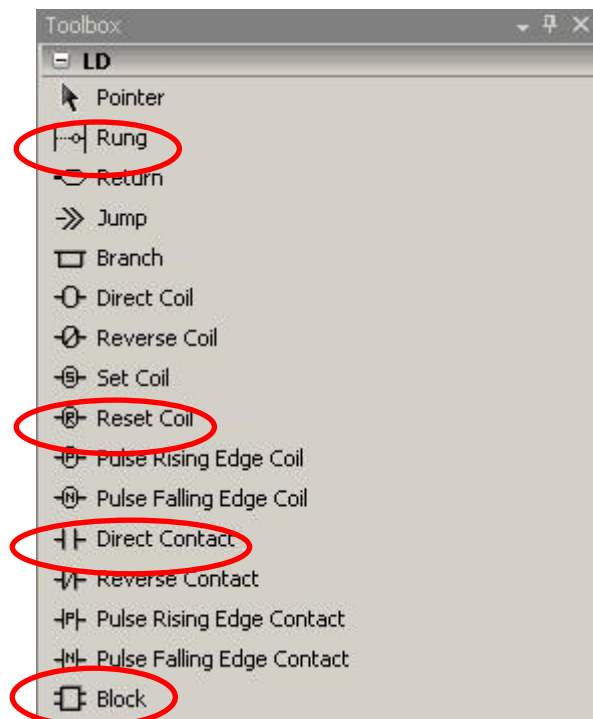 Toolbox
LD
Pointer
Rung
Return
Jump
Branch
Direct Coil
Reverse Coil
Set Coil
Reset Coil
Pulse Rising Edge Coil
Pulse Falling Edge Coil
Direct Contact
Reverse Contact
Pulse Rising Edge Contact
Pulse Falling Edge Contact
Block